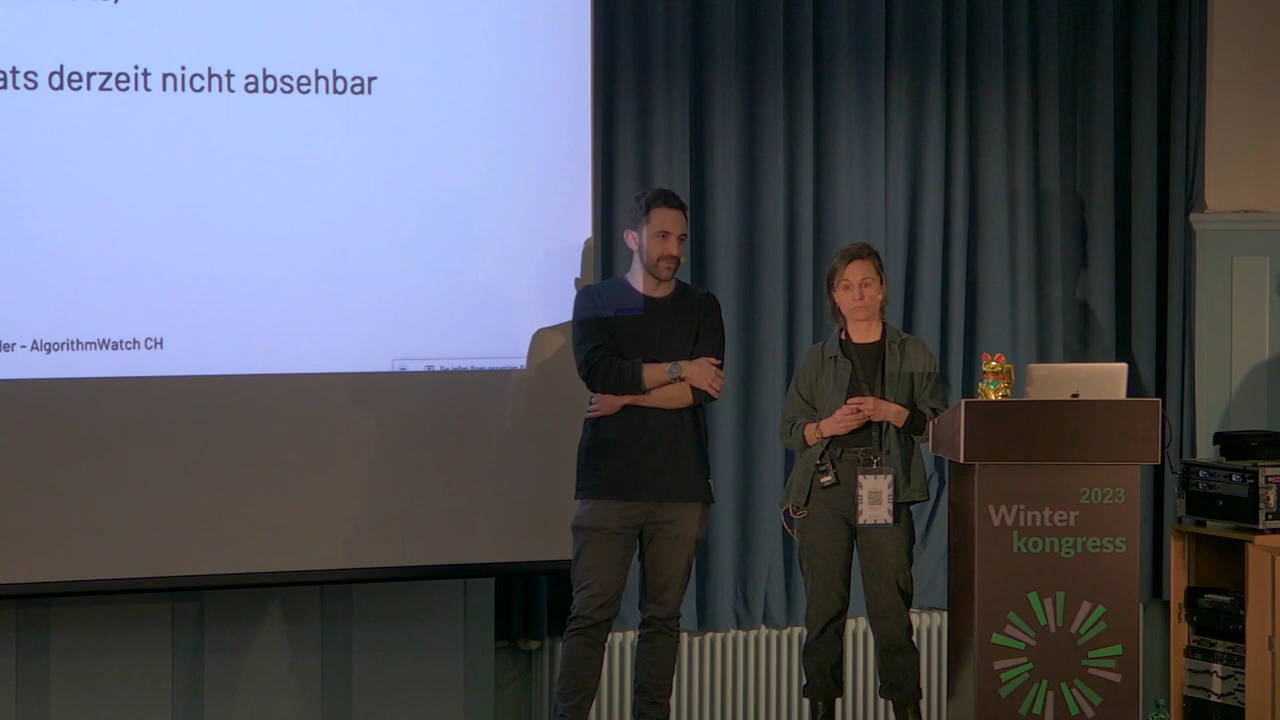 ats derzeit nicht absehbar
ler - AlgorithmWatch CH
2023
Winter
kongress